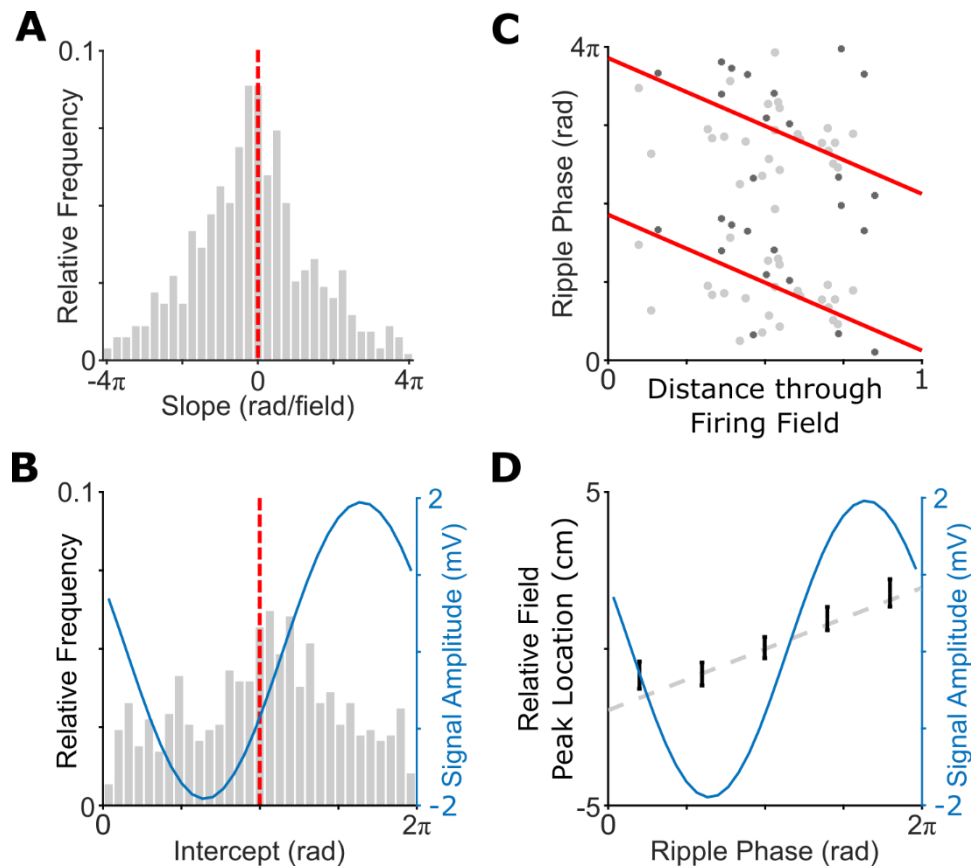 A
0.1
Relative Frequency
0
-4π
0
4π
Slope (rad/field)
C
4π
Ripple Phase (rad)
0
0
1
Distance through
Firing Field
B
0.1
Relative Frequency
0
0
2π
Intercept (rad)
2
Signal Amplitude (mV)
-2
D
5
Relative Field
Peak Location (cm)
-5
0
2π
Ripple Phase (rad)
2
Signal Amplitude (mV)
-2